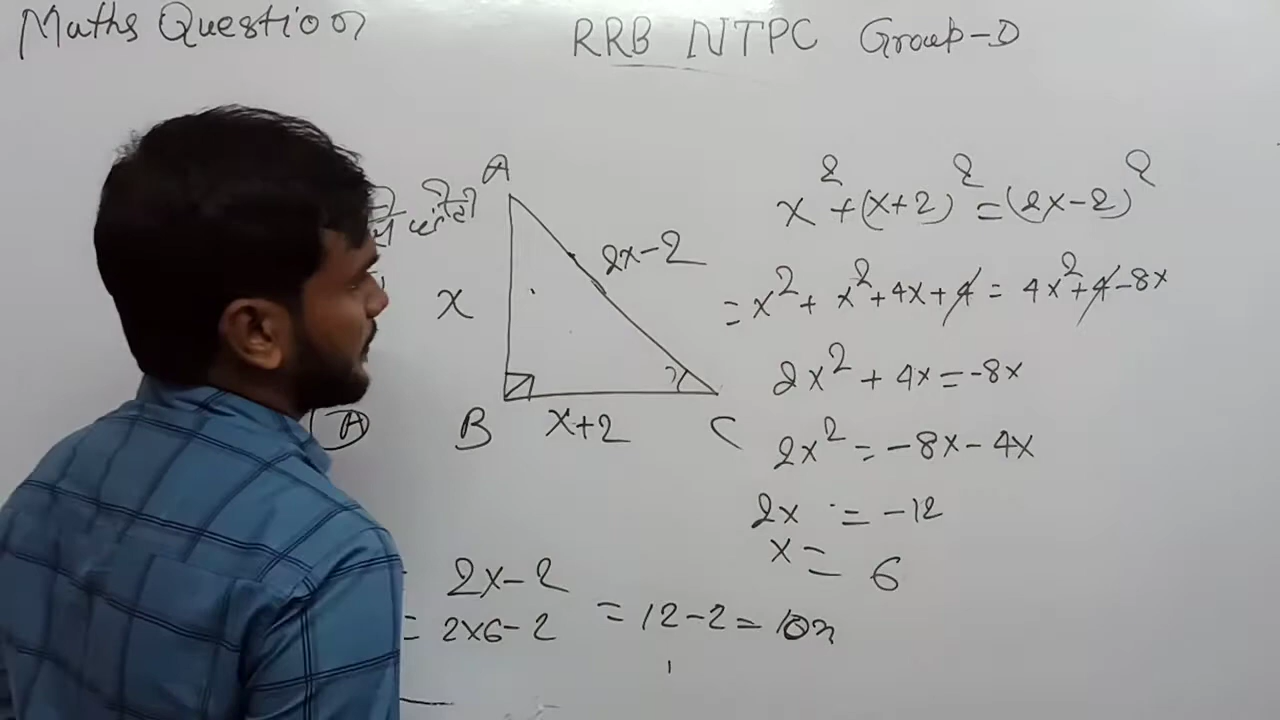 Maths Question
RRB NTPC Group-D
A
2x-2
x
B
x+2
C
A
x²+(x+2)²=(2x-2)²
=x²+x²+4x+4=4x²+4-8x
2x²+4x=-8x
2x²=-8x-4x
2x=-12
x=6
2x-2
=2x6-2=12-2=10